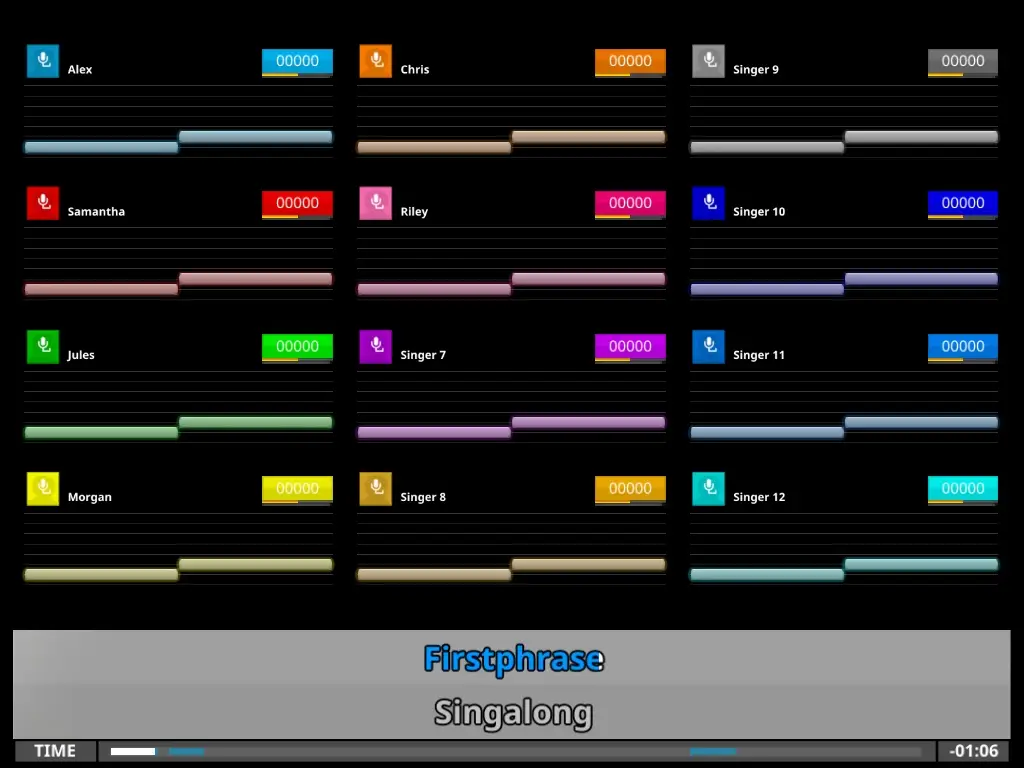 Alex 00000
Chris 00000
Singer 9 00000
Samantha 00000
Riley 00000
Singer 10 00000
Jules 00000
Singer 7 00000
Singer 11 00000
Morgan 00000
Singer 8 00000
Singer 12 00000
Firstphrase
Singalong
TIME -01:06